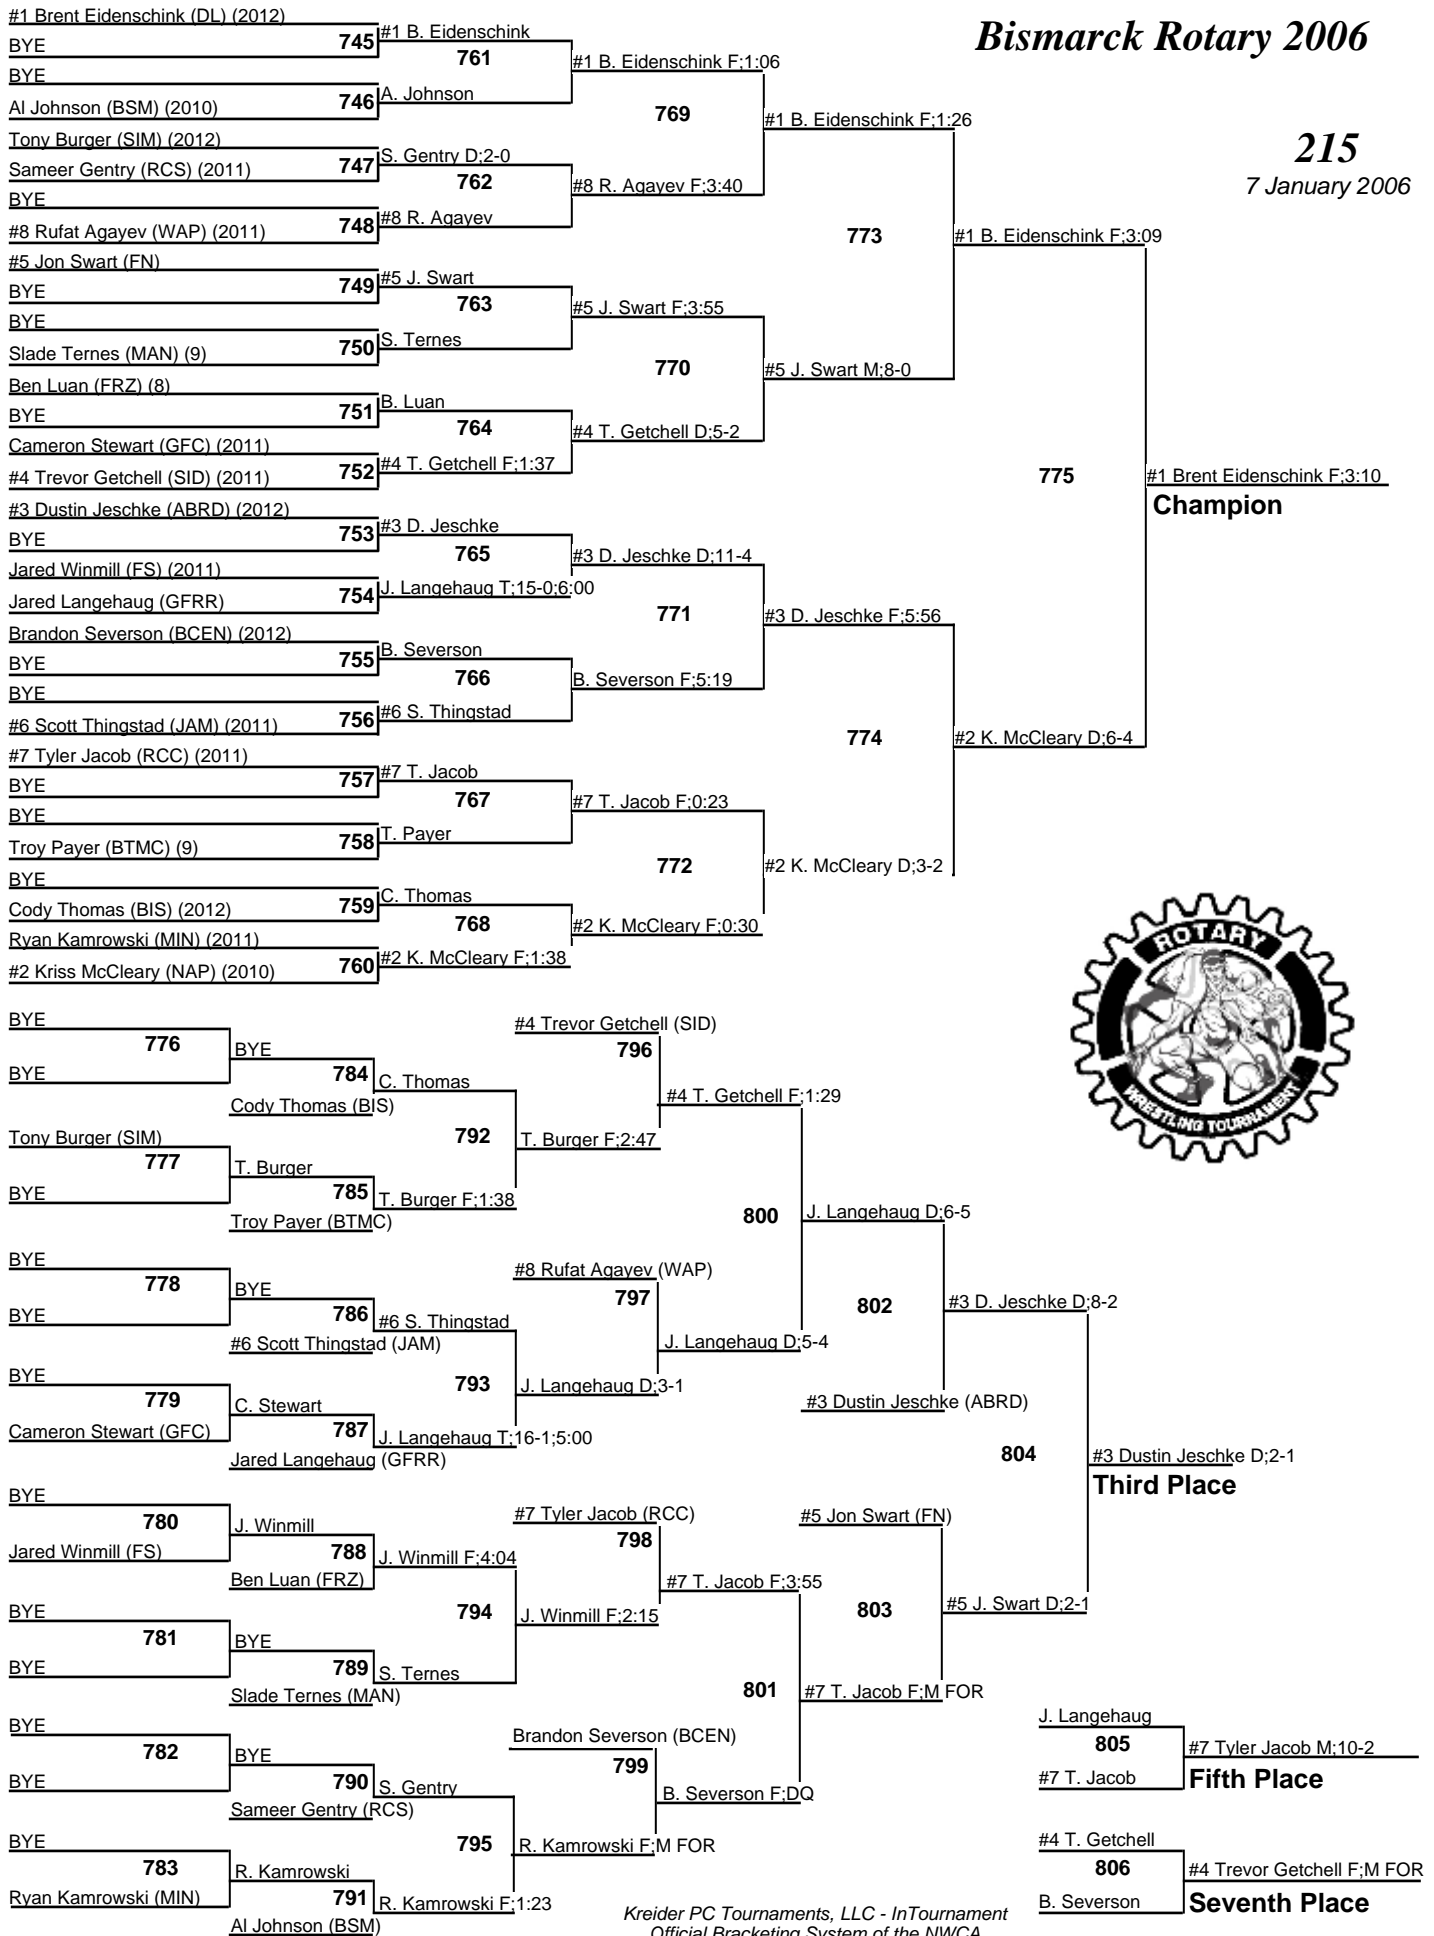 Bismarck Rotary 2006
215
7 January 2006
#1 Brent Eidenschink (DL) (2012)
BYE
745
#1 B. Eidenschink
761
BYE
Al Johnson (BSM) (2010)
746
A. Johnson
#1 B. Eidenschink F;1:06
769
Tony Burger (SIM) (2012)
Sameer Gentry (RCS) (2011)
747
S. Gentry D;2-0
762
BYE
#8 Rufat Agayev (WAP) (2011)
748
#8 R. Agayev
#8 R. Agayev F;3:40
#1 B. Eidenschink F;1:26
773
#5 Jon Swart (FN)
BYE
749
#5 J. Swart
763
BYE
Slade Ternes (MAN) (9)
750
S. Ternes
#5 J. Swart F;3:55
770
Ben Luan (FRZ) (8)
BYE
751
B. Luan
764
Cameron Stewart (GFC) (2011)
#4 Trevor Getchell (SID) (2011)
752
#4 T. Getchell F;1:37
#4 T. Getchell D;5-2
#5 J. Swart M;8-0
#1 B. Eidenschink F;3:09
775
#1 Brent Eidenschink F;3:10
Champion
#3 Dustin Jeschke (ABRD) (2012)
BYE
753
#3 D. Jeschke
765
Jared Winmill (FS) (2011)
Jared Langehaug (GFRR)
754
J. Langehaug T;15-0;6:00
#3 D. Jeschke D;11-4
771
Brandon Severson (BCEN) (2012)
BYE
755
B. Severson
766
BYE
#6 Scott Thingstad (JAM) (2011)
756
#6 S. Thingstad
B. Severson F;5:19
#3 D. Jeschke F;5:56
774
#7 Tyler Jacob (RCC) (2011)
BYE
757
#7 T. Jacob
767
BYE
Troy Payer (BTMC) (9)
758
T. Payer
#7 T. Jacob F;0:23
772
BYE
Cody Thomas (BIS) (2012)
759
C. Thomas
768
Ryan Kamrowski (MIN) (2011)
#2 Kriss McCleary (NAP) (2010)
760
#2 K. McCleary F;1:38
#2 K. McCleary F;0:30
#2 K. McCleary D;3-2
#2 K. McCleary D;6-4
ROTARY
WRESTLING TOURNAMENT
BYE
776
BYE
BYE
784
Cody Thomas (BIS)
C. Thomas
792
Tony Burger (SIM)
777
BYE
T. Burger
785
Troy Payer (BTMC)
T. Burger F;1:38
#4 Trevor Getchell (SID)
796
T. Burger F;2:47
#4 T. Getchell F;1:29
800
BYE
778
BYE
BYE
786
#6 Scott Thingstad (JAM)
#6 S. Thingstad
793
BYE
779
Cameron Stewart (GFC)
C. Stewart
787
Jared Langehaug (GFRR)
J. Langehaug T;16-1;5:00
#8 Rufat Agayev (WAP)
797
J. Langehaug D;3-1
J. Langehaug D;5-4
J. Langehaug D;6-5
802
#3 Dustin Jeschke (ABRD)
#3 D. Jeschke D;8-2
804
#3 Dustin Jeschke D;2-1
Third Place
BYE
780
Jared Winmill (FS)
J. Winmill
788
Ben Luan (FRZ)
J. Winmill F;4:04
794
BYE
781
BYE
BYE
789
Slade Ternes (MAN)
S. Ternes
#7 Tyler Jacob (RCC)
798
J. Winmill F;2:15
#7 T. Jacob F;3:55
801
#5 Jon Swart (FN)
803
#5 J. Swart D;2-1
#7 T. Jacob F;M FOR
BYE
782
BYE
BYE
790
Sameer Gentry (RCS)
S. Gentry
795
BYE
783
Ryan Kamrowski (MIN)
R. Kamrowski
791
Al Johnson (BSM)
R. Kamrowski F;1:23
Brandon Severson (BCEN)
799
R. Kamrowski F;M FOR
B. Severson F;DQ
J. Langehaug
805
#7 T. Jacob
#7 Tyler Jacob M;10-2
Fifth Place
#4 T. Getchell
806
B. Severson
#4 Trevor Getchell F;M FOR
Seventh Place
Kreider PC Tournaments, LLC - InTournament
Official Bracketing System of the NWCA